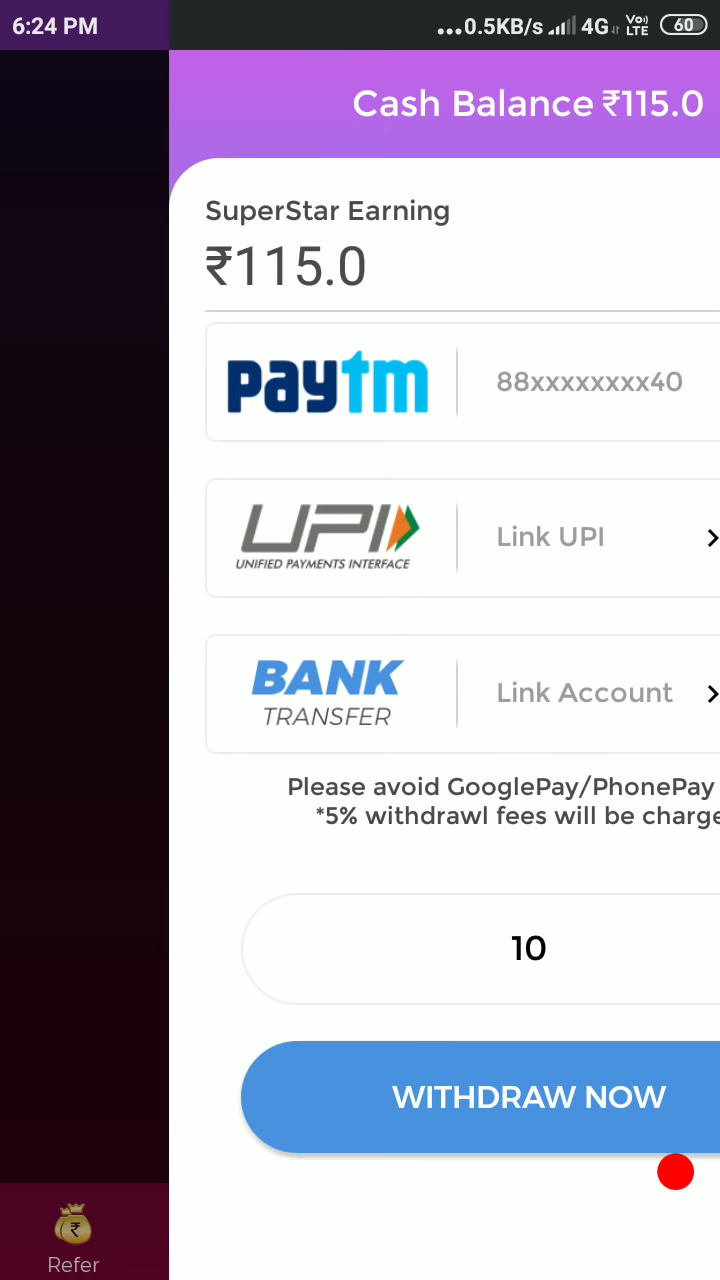 6:24 PM
...0.5KB/s 4G Vo) LTE 60
Cash Balance ₹115.0
SuperStar Earning
₹115.0
paytm
88xxxxxxxx40
UPI
UNIFIED PAYMENTS INTERFACE
Link UPI
BANK
TRANSFER
Link Account
Please avoid GooglePay/PhonePay
*5% withdrawl fees will be charge
10
WITHDRAW NOW
₹
Refer